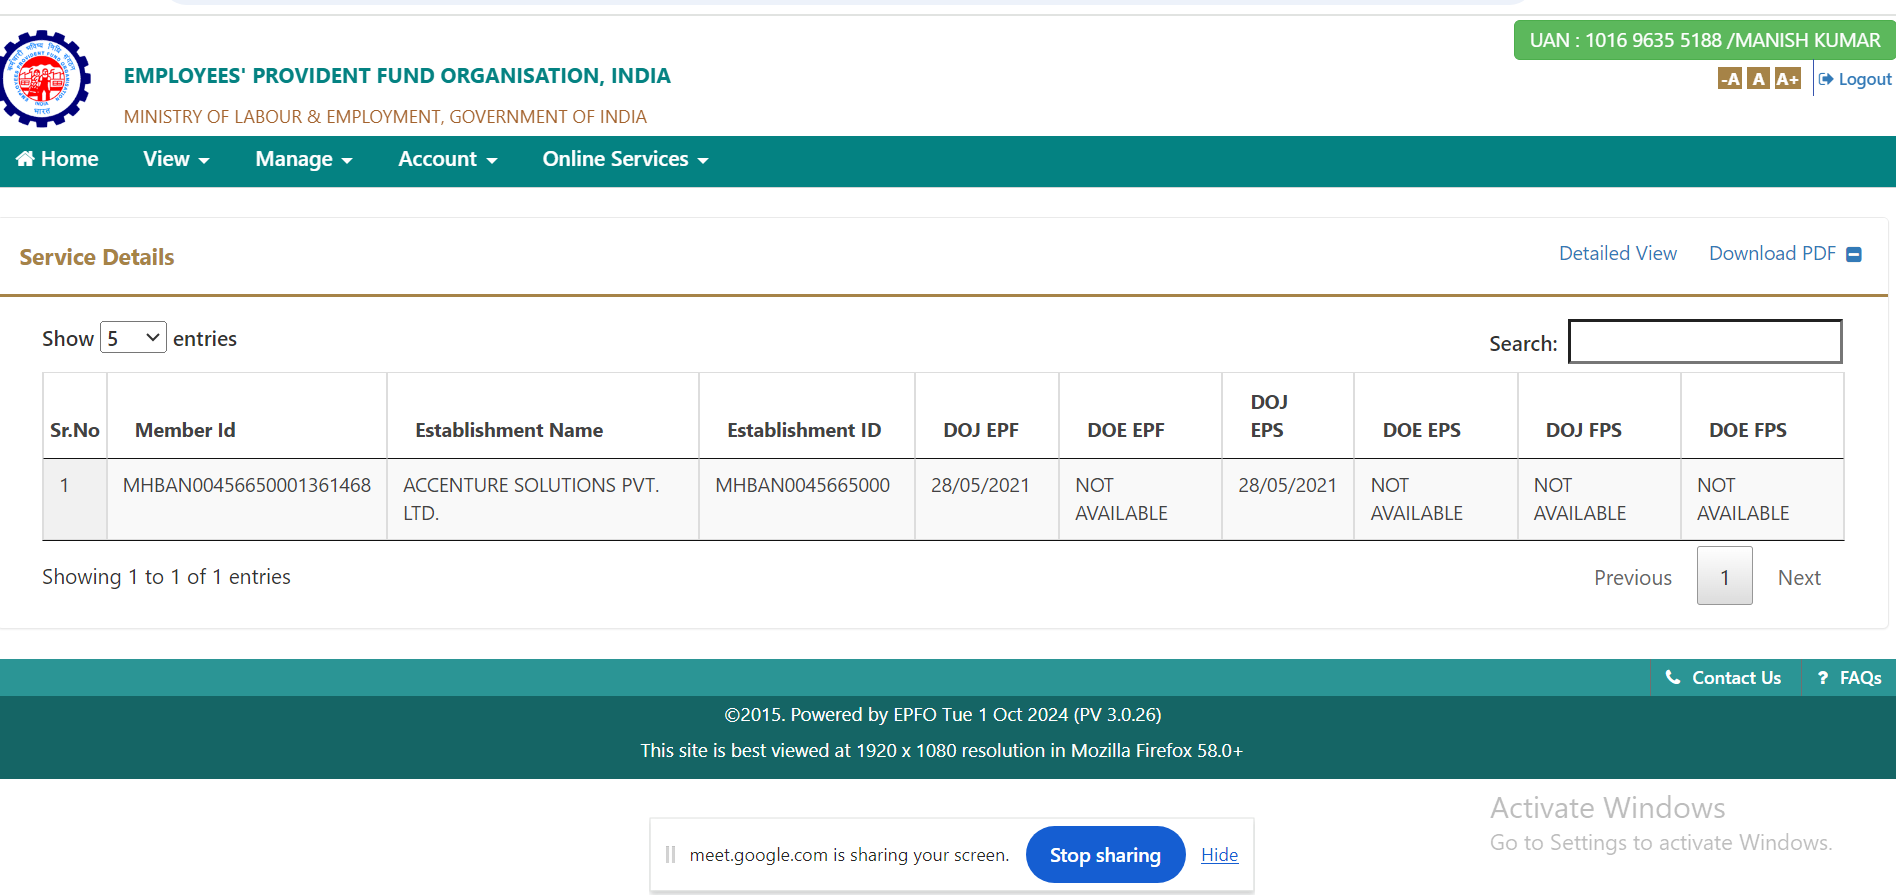 UAN : 1016 9635 5188 /MANISH KUMAR
EMPLOYEES' PROVIDENT FUND ORGANISATION, INDIA
-A A A+ Logout
MINISTRY OF LABOUR & EMPLOYMENT, GOVERNMENT OF INDIA
Home View Manage Account Online Services
Service Details Detailed View Download PDF
Show 5 entries Search:
Sr.No Member Id Establishment Name Establishment ID DOJ EPF DOE EPF DOJ EPS DOE EPS DOJ FPS DOE FPS
1 MHBAN00456650001361468 ACCENTURE SOLUTIONS PVT. LTD. MHBAN0045665000 28/05/2021 NOT AVAILABLE 28/05/2021 NOT AVAILABLE NOT AVAILABLE NOT AVAILABLE
Showing 1 to 1 of 1 entries Previous 1 Next
Contact Us ? FAQs
©2015. Powered by EPFO Tue 1 Oct 2024 (PV 3.0.26)
This site is best viewed at 1920 x 1080 resolution in Mozilla Firefox 58.0+
Activate Windows
Go to Settings to activate Windows.
meet.google.com is sharing your screen. Stop sharing Hide